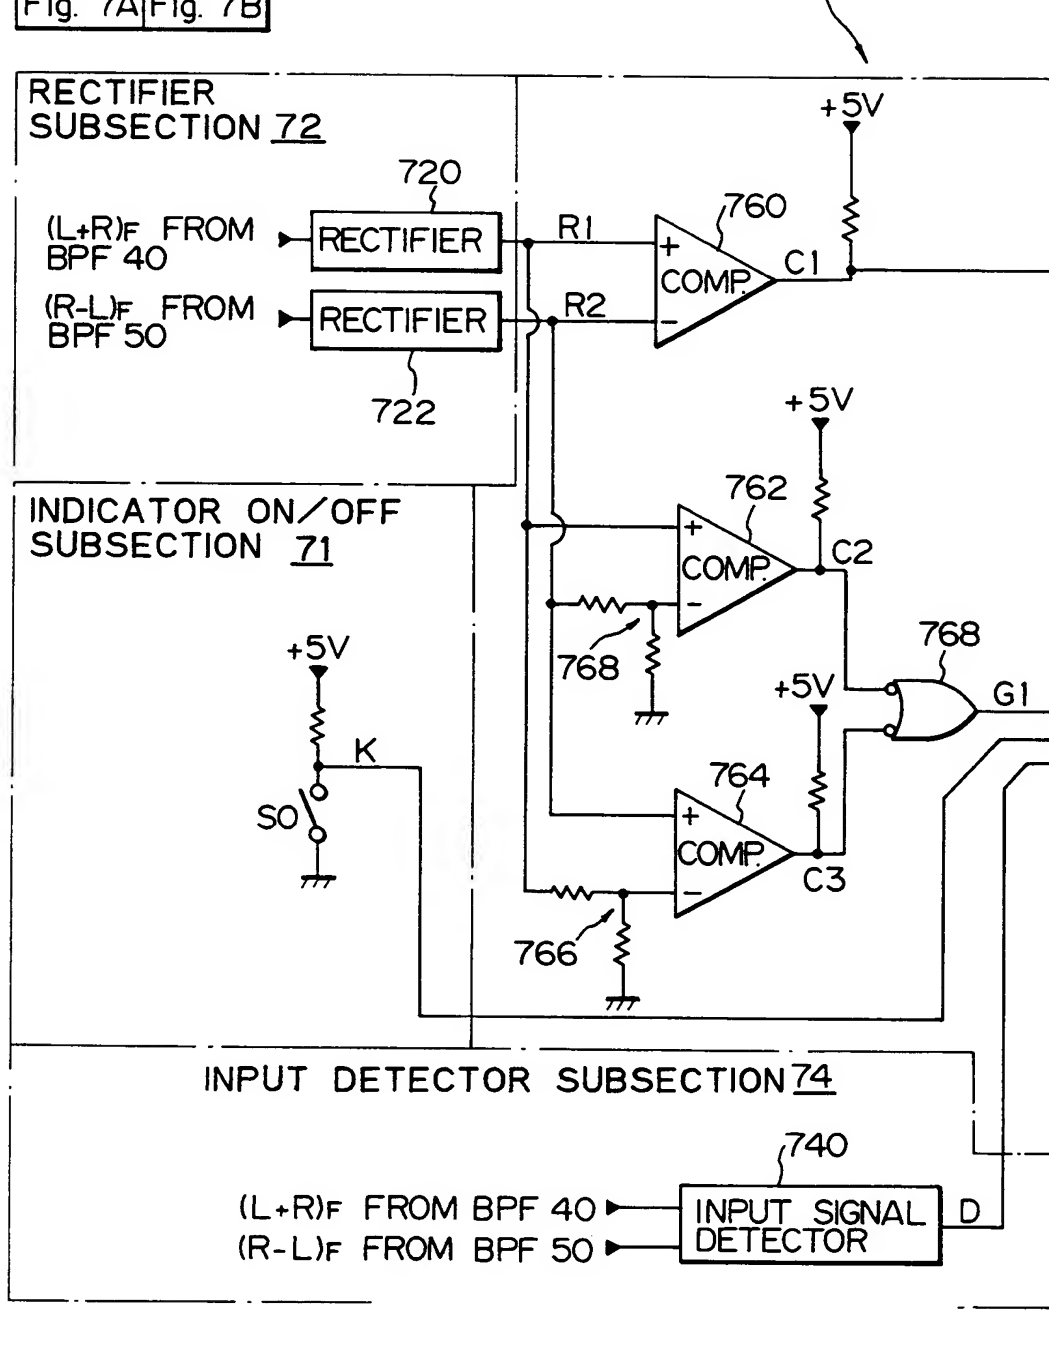 Fig. 7A Fig. 7B
RECTIFIER
SUBSECTION 72
+5V
720
760
(L+R)F FROM
BPF 40
RECTIFIER
R1
+
COMP.
C1
(R-L)F FROM
BPF 50
RECTIFIER
R2
−
722
+5V
INDICATOR ON/OFF
SUBSECTION 71
762
+
COMP.
C2
−
768
768
+5V
+5V
G1
K
764
SO
+
COMP.
C3
−
766
INPUT DETECTOR SUBSECTION 74
740
(L+R)F FROM BPF 40
(R-L)F FROM BPF 50
INPUT SIGNAL
DETECTOR
D